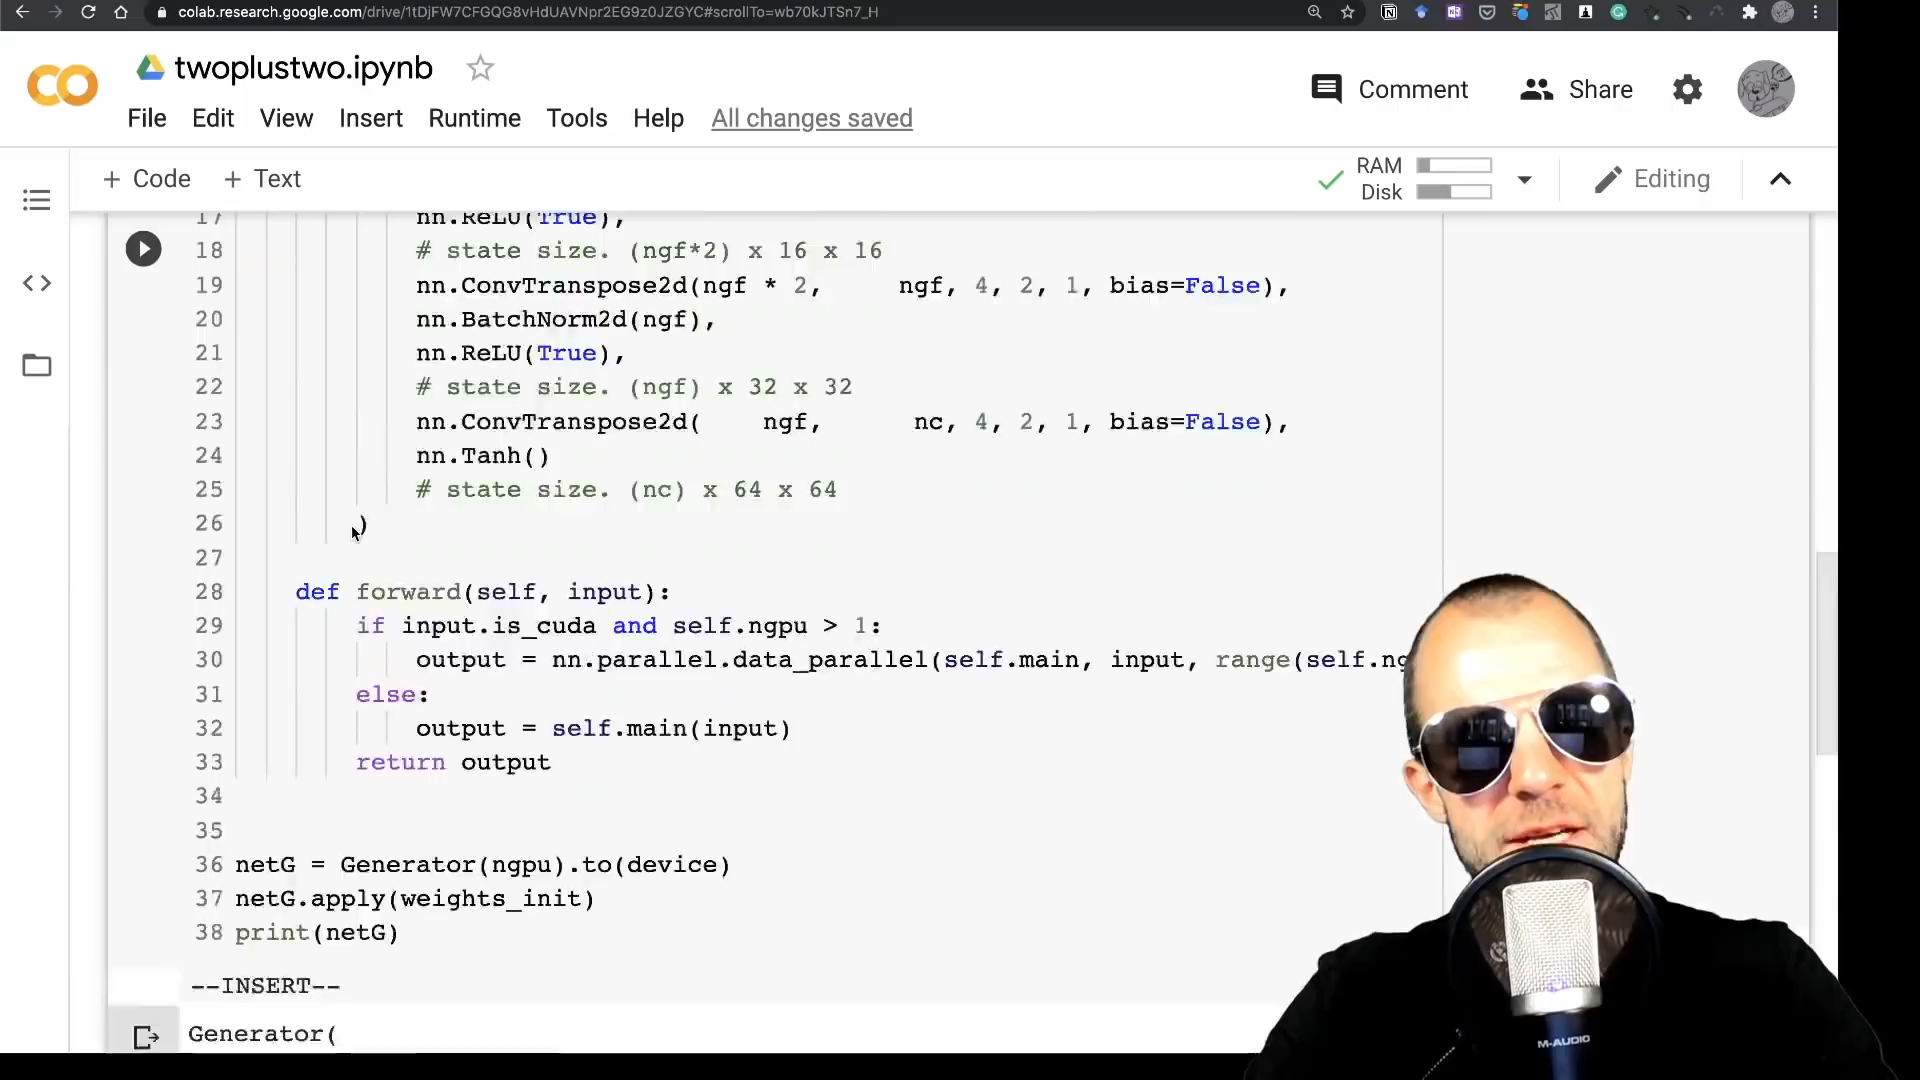 colab.research.google.com/drive/1tDjFW7CFGQG8vHdUAVNpr2EG9z0JZGYC#scrollTo=wb70kJTSn7_H
twoplustwo.ipynb
Comment
Share
File Edit View Insert Runtime Tools Help All changes saved
+ Code + Text
RAM
Disk
Editing
17 nn.ReLU(True),
18 # state size. (ngf*2) x 16 x 16
19 nn.ConvTranspose2d(ngf * 2, ngf, 4, 2, 1, bias=False),
20 nn.BatchNorm2d(ngf),
21 nn.ReLU(True),
22 # state size. (ngf) x 32 x 32
23 nn.ConvTranspose2d( ngf, nc, 4, 2, 1, bias=False),
24 nn.Tanh()
25 # state size. (nc) x 64 x 64
26 )
27
28 def forward(self, input):
29 if input.is_cuda and self.ngpu > 1:
30 output = nn.parallel.data_parallel(self.main, input, range(self.ng
31 else:
32 output = self.main(input)
33 return output
34
35
36 netG = Generator(ngpu).to(device)
37 netG.apply(weights_init)
38 print(netG)
--INSERT--
Generator(
M-AUDIO